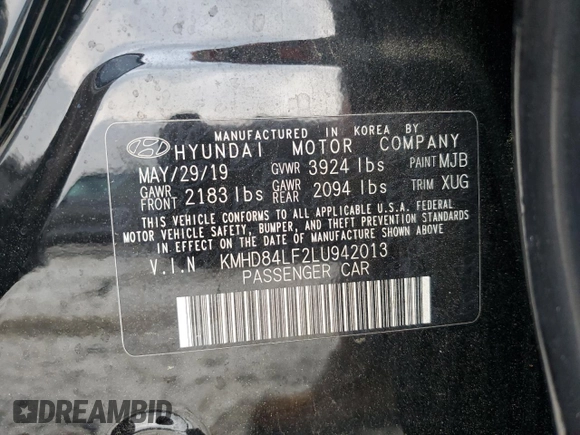 MANUFACTURED IN KOREA BY
HYUNDAI MOTOR COMPANY
MAY/29/19 GVWR 3924 lbs PAINT MJB
GAWR FRONT 2183 lbs GAWR REAR 2094 lbs TRIM XUG
THIS VEHICLE CONFORMS TO ALL APPLICABLE U.S.A. FEDERAL
MOTOR VEHICLE SAFETY, BUMPER, AND THEFT PREVENTION STANDARDS
IN EFFECT ON THE DATE OF MANUFACTURE SHOWN ABOVE.
V.I.N KMHD84LF2LU942013
PASSENGER CAR
DREAMBID